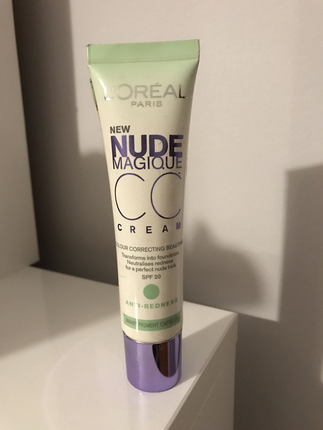 L'ORÉAL
PARIS
NEW
NUDE
MAGIQUE
CC
CREAM
COLOUR CORRECTING
Transforms into foundation
Neutralises redness
for a perfect nude look
SPF 20
ANTI-REDNESS